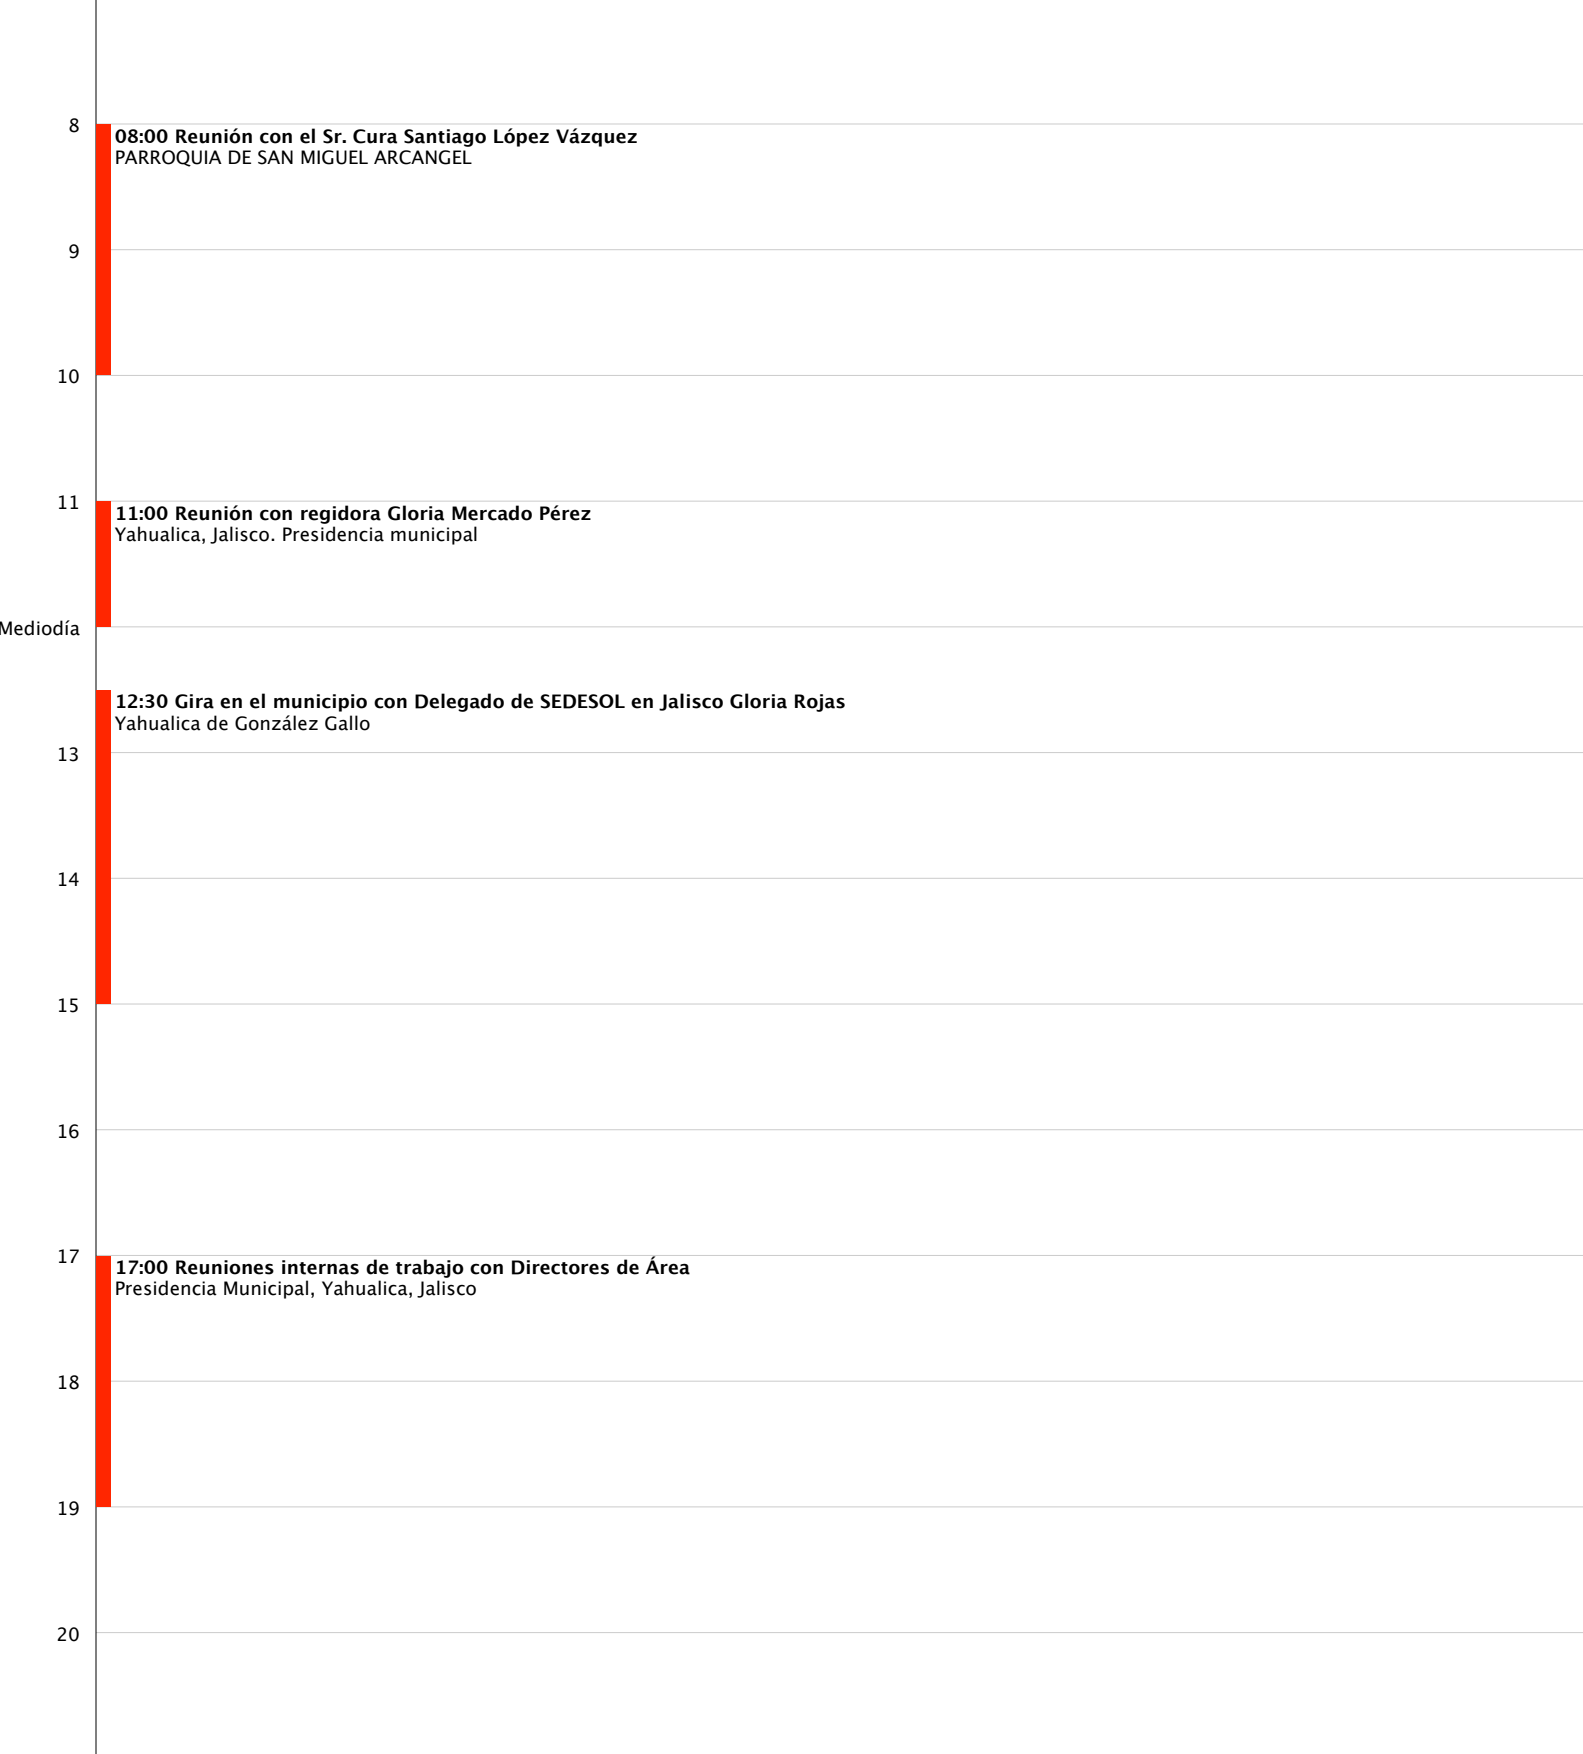 8
08:00 Reunión con el Sr. Cura Santiago López Vázquez
PARROQUIA DE SAN MIGUEL ARCANGEL
9
10
11
11:00 Reunión con regidora Gloria Mercado Pérez
Yahualica, Jalisco. Presidencia municipal
Mediodía
12:30 Gira en el municipio con Delegado de SEDESOL en Jalisco Gloria Rojas
Yahualica de González Gallo
13
14
15
16
17
17:00 Reuniones internas de trabajo con Directores de Área
Presidencia Municipal, Yahualica, Jalisco
18
19
20